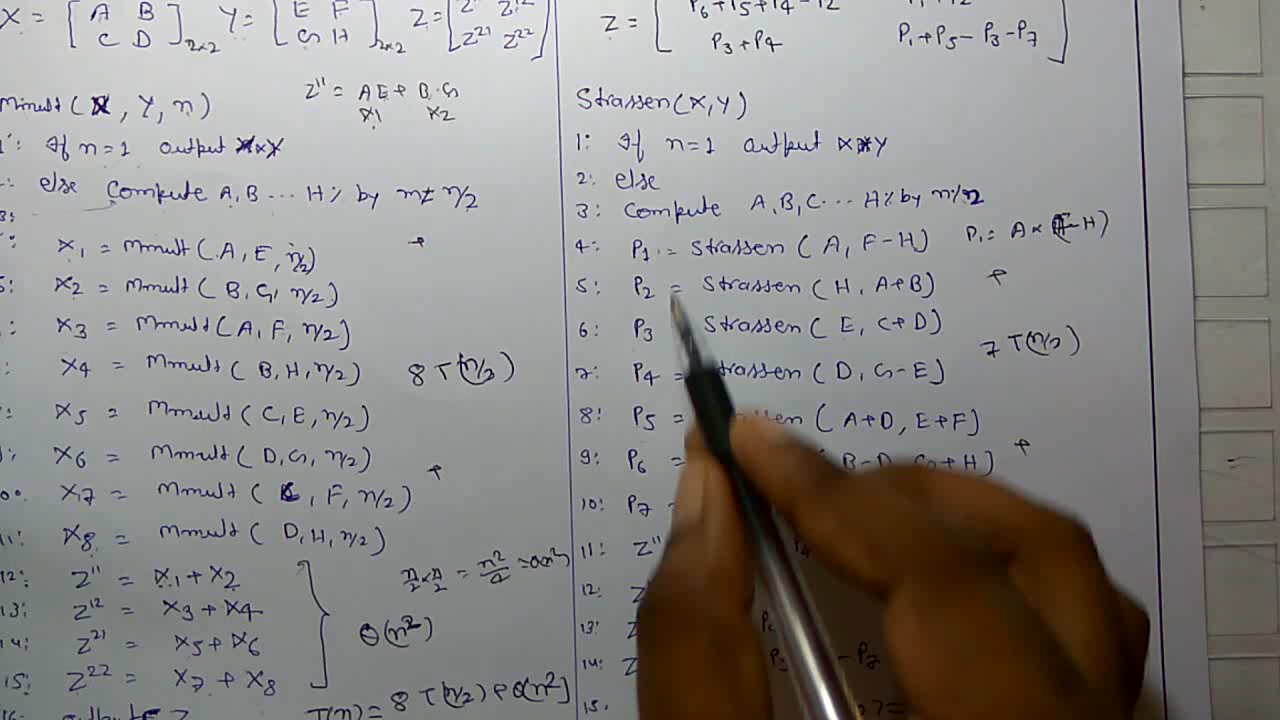 X = [ A B Y = [ E F Z = [ Z¹¹ Z¹²
C D ]2×2 G H ]2×2 Z²¹ Z²² ]
Mmult(X, Y, n) Z¹¹ = AE + B.G
X1 X2
1: If n=1 output X×Y
else Compute A,B ... H % by n/2
3:
X1 = Mmult(A, E, n/2) +
5: X2 = Mmult(B, G, n/2)
: X3 = Mmult(A, F, n/2)
: X4 = Mmult(B, H, n/2) 8 T(n/2)
: X5 = Mmult(C, E, n/2)
: X6 = Mmult(D, G, n/2)
X7 = Mmult(C, F, n/2) +
11: X8 = Mmult(D, H, n/2)
12: Z¹¹ = X1 + X2 n/2 × n/2 =
13: Z¹² = X3 + X4
14: Z²¹ = X5 + X6 Θ(n²)
15: Z²² = X7 + X8
T(n) = 8 T(n/2) + Θ(n²)
Z = [ P6+P5+P4-P2
P3+P4 P1+P5-P3-P7 ]
Strassen(X,Y)
1: If n=1 output X*Y
2: else
3: Compute A,B,C ... H % by n/2
4: P1 = Strassen(A, F-H) P1 = A × (F-H)
5: P2 = Strassen(H, A+B) +
6: P3 Strassen(E, C+D)
7: P4 = Strassen(D, G-E) 7 T(n/2)
8: P5 = (A+D, E+F)
9: P6 = B-D, G+H) +
10: P7 =
11: Z¹¹
12: Z
13: Z
14: Z - P7
15.